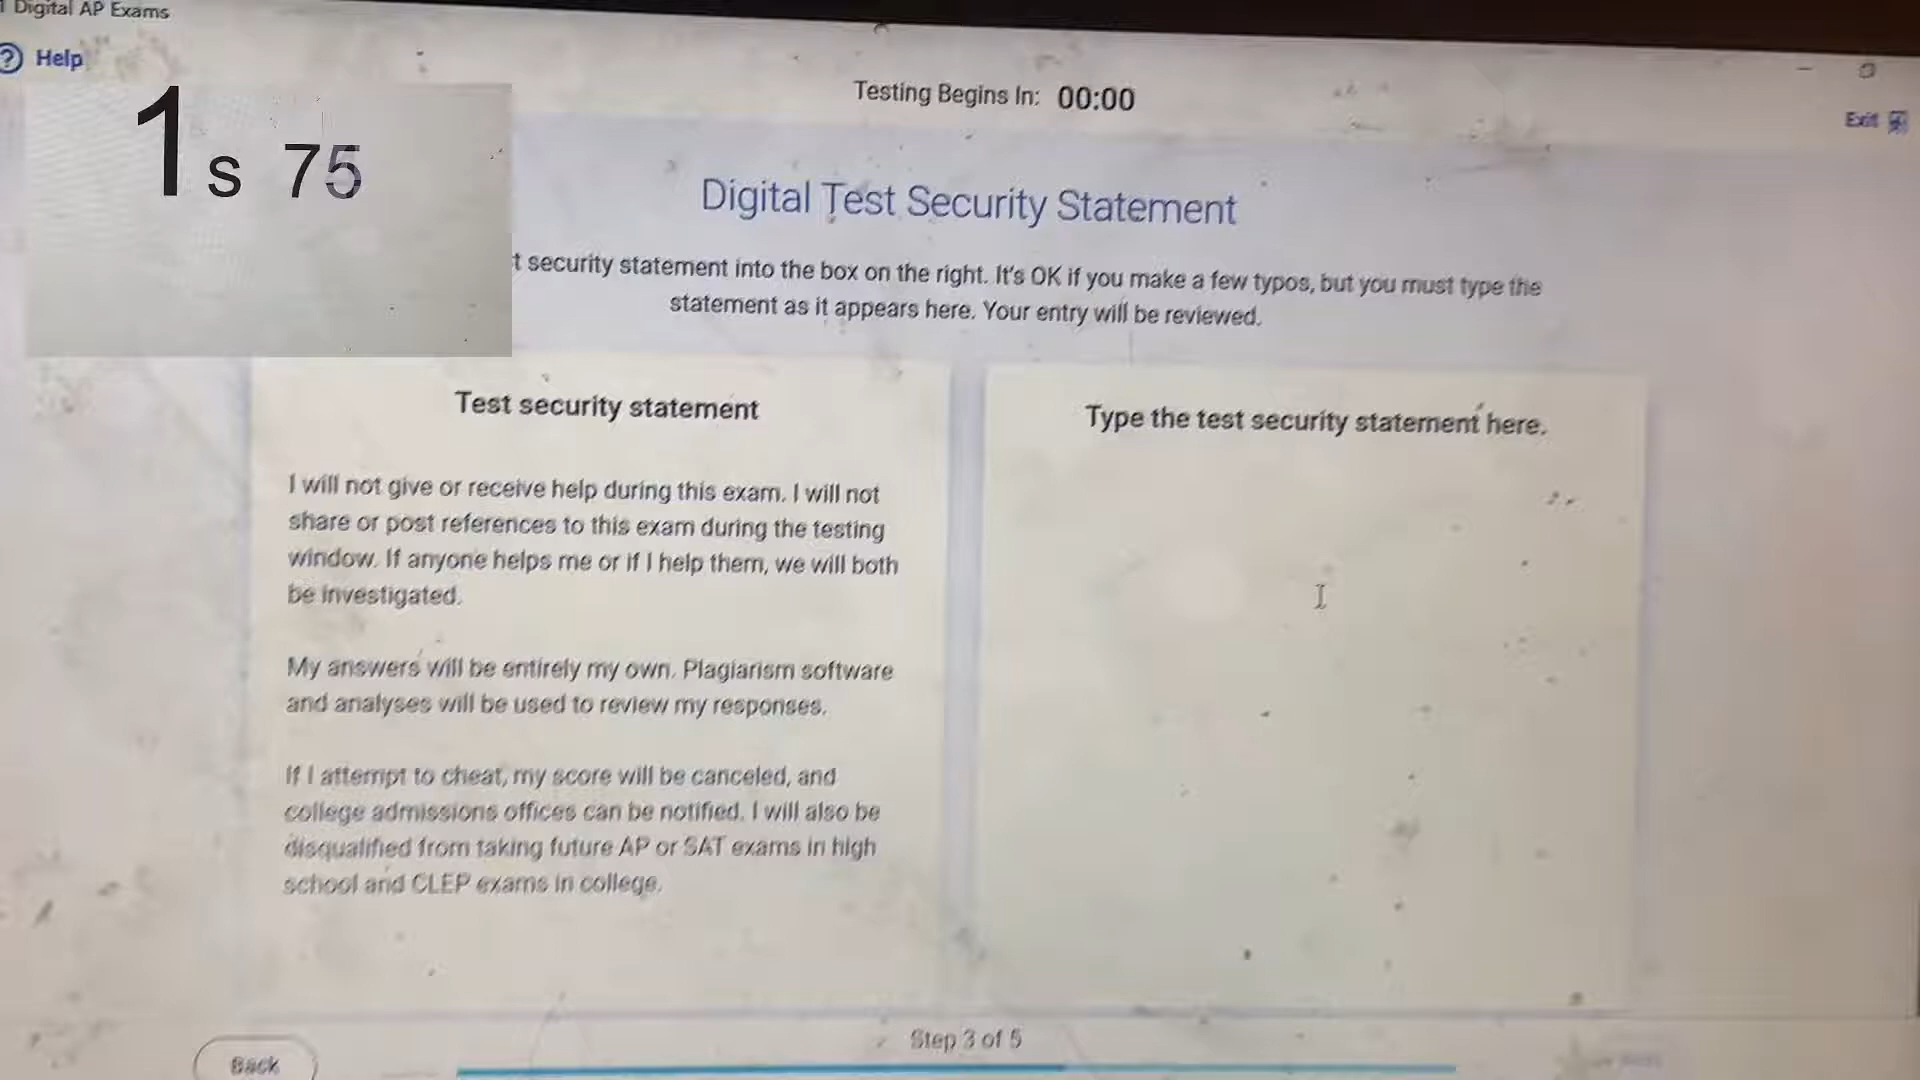 Digital AP Exams
Help
Testing Begins In: 00:00
Exit
1s 75
Digital Test Security Statement
t security statement into the box on the right. It's OK if you make a few typos, but you must type the
statement as it appears here. Your entry will be reviewed.
Test security statement
I will not give or receive help during this exam. I will not
share or post references to this exam during the testing
window. If anyone helps me or if I help them, we will both
be investigated.
My answers will be entirely my own. Plagiarism software
and analyses will be used to review my responses.
If I attempt to cheat, my score will be canceled, and
college admissions offices can be notified. I will also be
disqualified from taking future AP or SAT exams in high
school and CLEP exams in college.
Type the test security statement here.
Step 3 of 5
Back